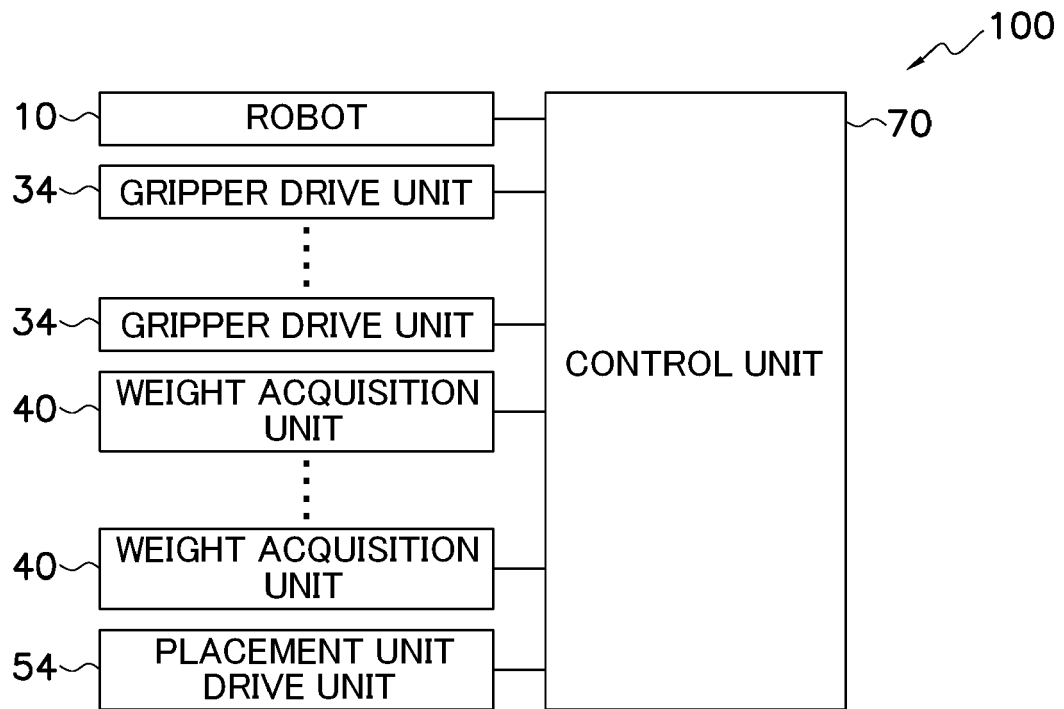 100
10 ROBOT
70
34 GRIPPER DRIVE UNIT
34 GRIPPER DRIVE UNIT
CONTROL UNIT
40 WEIGHT ACQUISITION
UNIT
40 WEIGHT ACQUISITION
UNIT
54 PLACEMENT UNIT
DRIVE UNIT